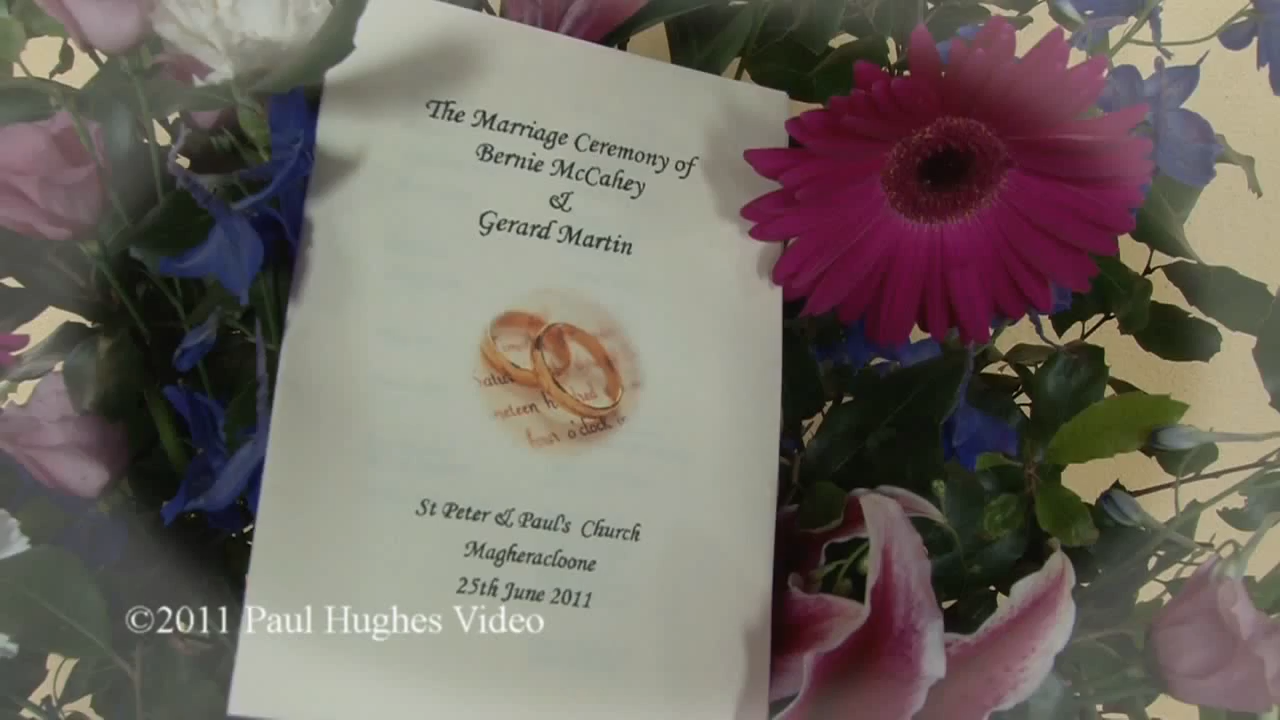 The Marriage Ceremony of
Bernie McCahey
&
Gerard Martin
o'clock
St Peter & Paul's Church
Magheracloone
25th June 2011
©2011 Paul Hughes Video